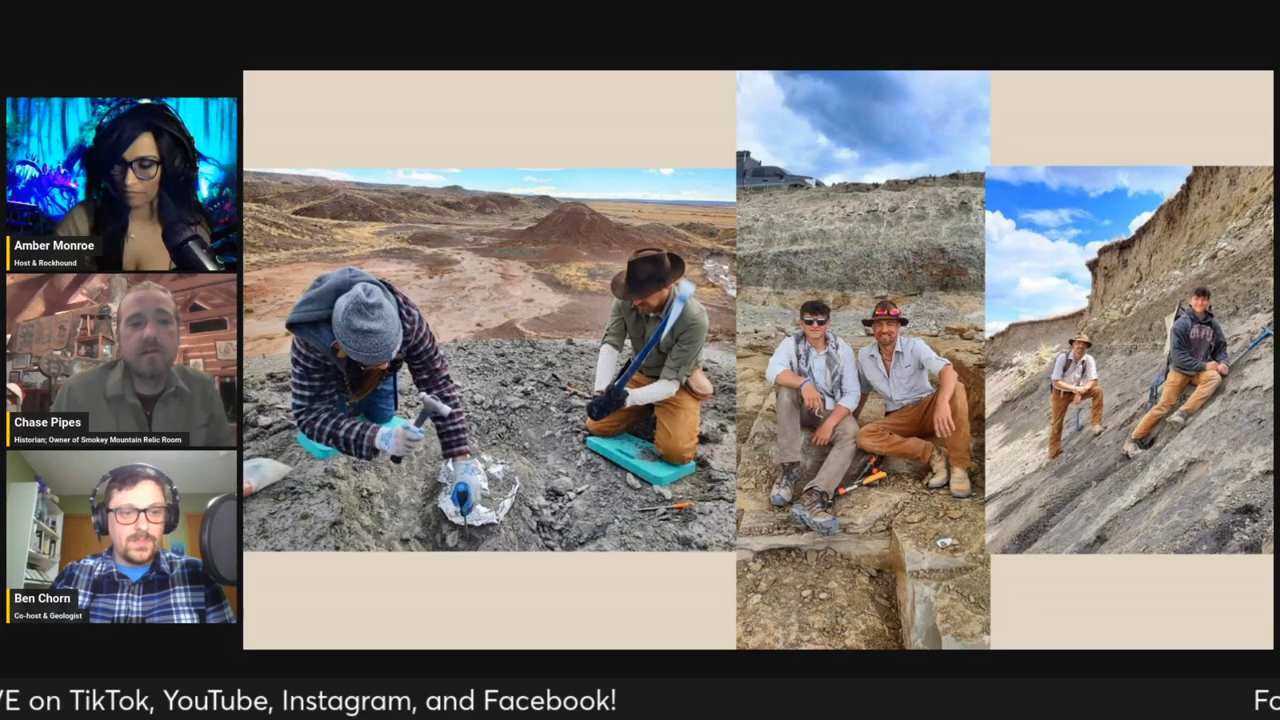 Amber Monroe
Host & Rockhound
Chase Pipes
Historian; Owner of Smokey Mountain Relic Room
Ben Chorn
Co-host & Geologist
VE on TikTok, YouTube, Instagram, and Facebook!
Fo